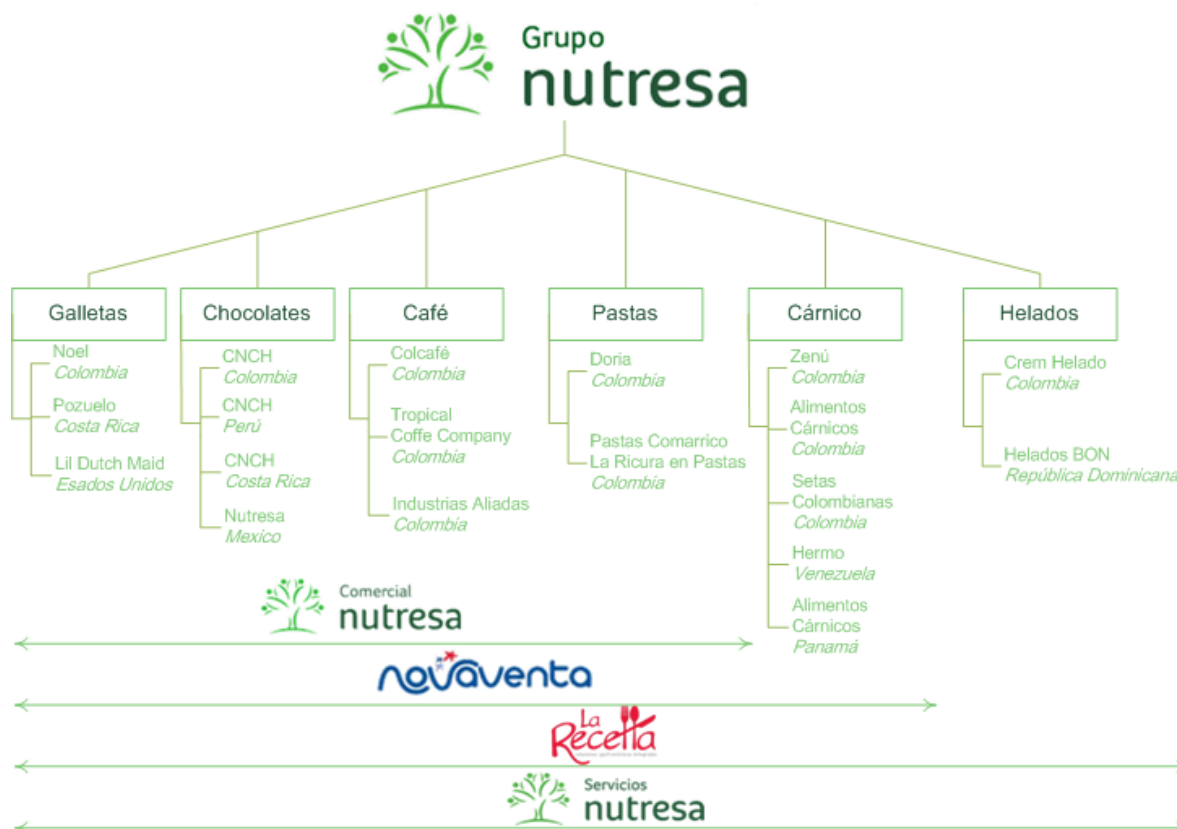 Grupo
nutresa
Galletas
Noel
Colombia
Pozuelo
Costa Rica
Lil Dutch Maid
Esados Unidos
Chocolates
CNCH
Colombia
CNCH
Perú
CNCH
Costa Rica
Nutresa
Mexico
Café
Colcafé
Colombia
Tropical
Coffe Company
Colombia
Industrias Aliadas
Colombia
Pastas
Doria
Colombia
Pastas Comarrico
La Ricura en Pastas
Colombia
Cárnico
Zenú
Colombia
Alimentos
Cárnicos
Colombia
Setas
Colombianas
Colombia
Hermo
Venezuela
Alimentos
Cárnicos
Panamá
Helados
Crem Helado
Colombia
Helados BON
República Dominicana
Comercial
nutresa
novaventa
La
Receta
Servicios
nutresa